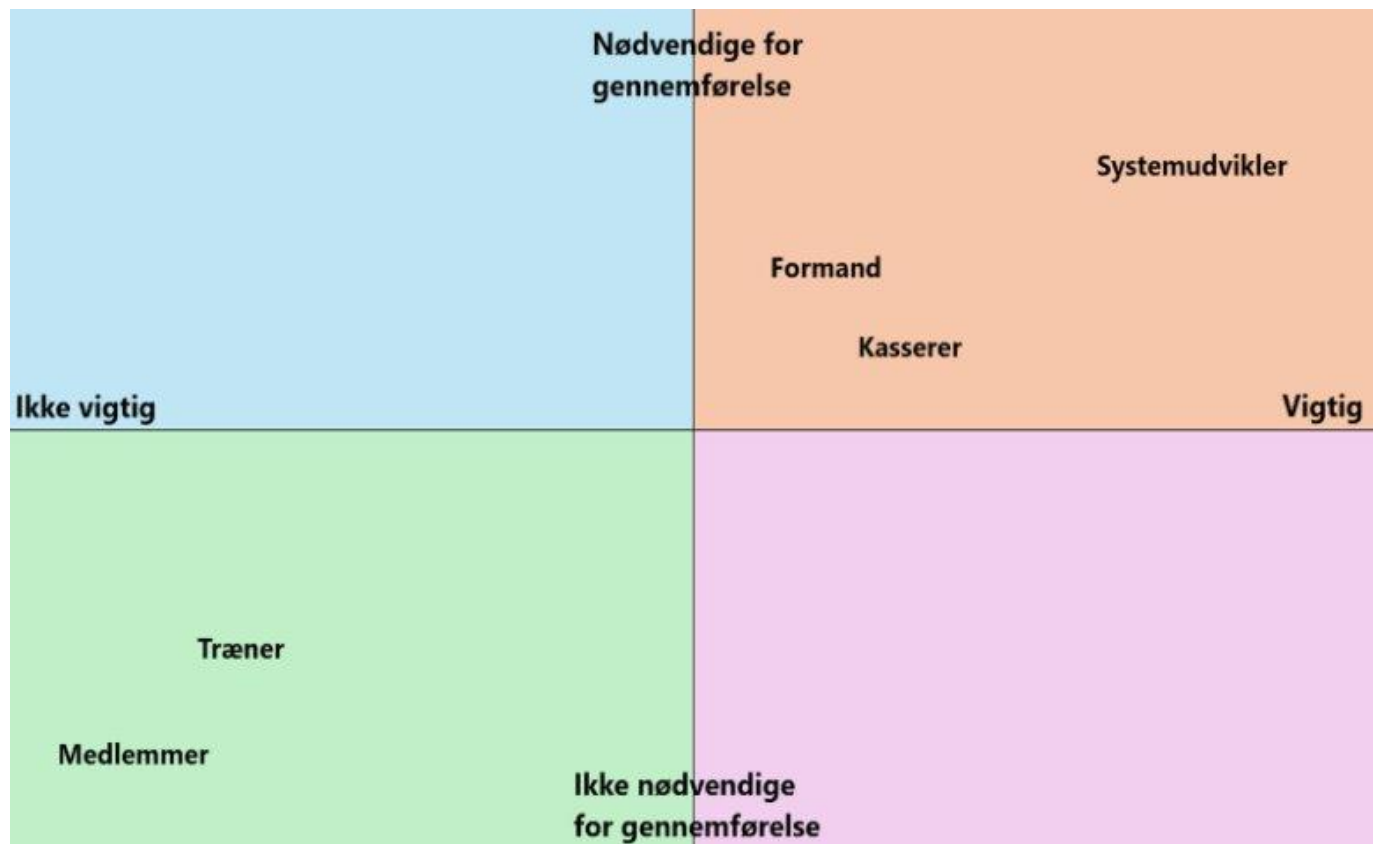 Nødvendige for
gennemførelse
Systemudvikler
Formand
Kasserer
Ikke vigtig
Vigtig
Træner
Medlemmer
Ikke nødvendige
for gennemførelse